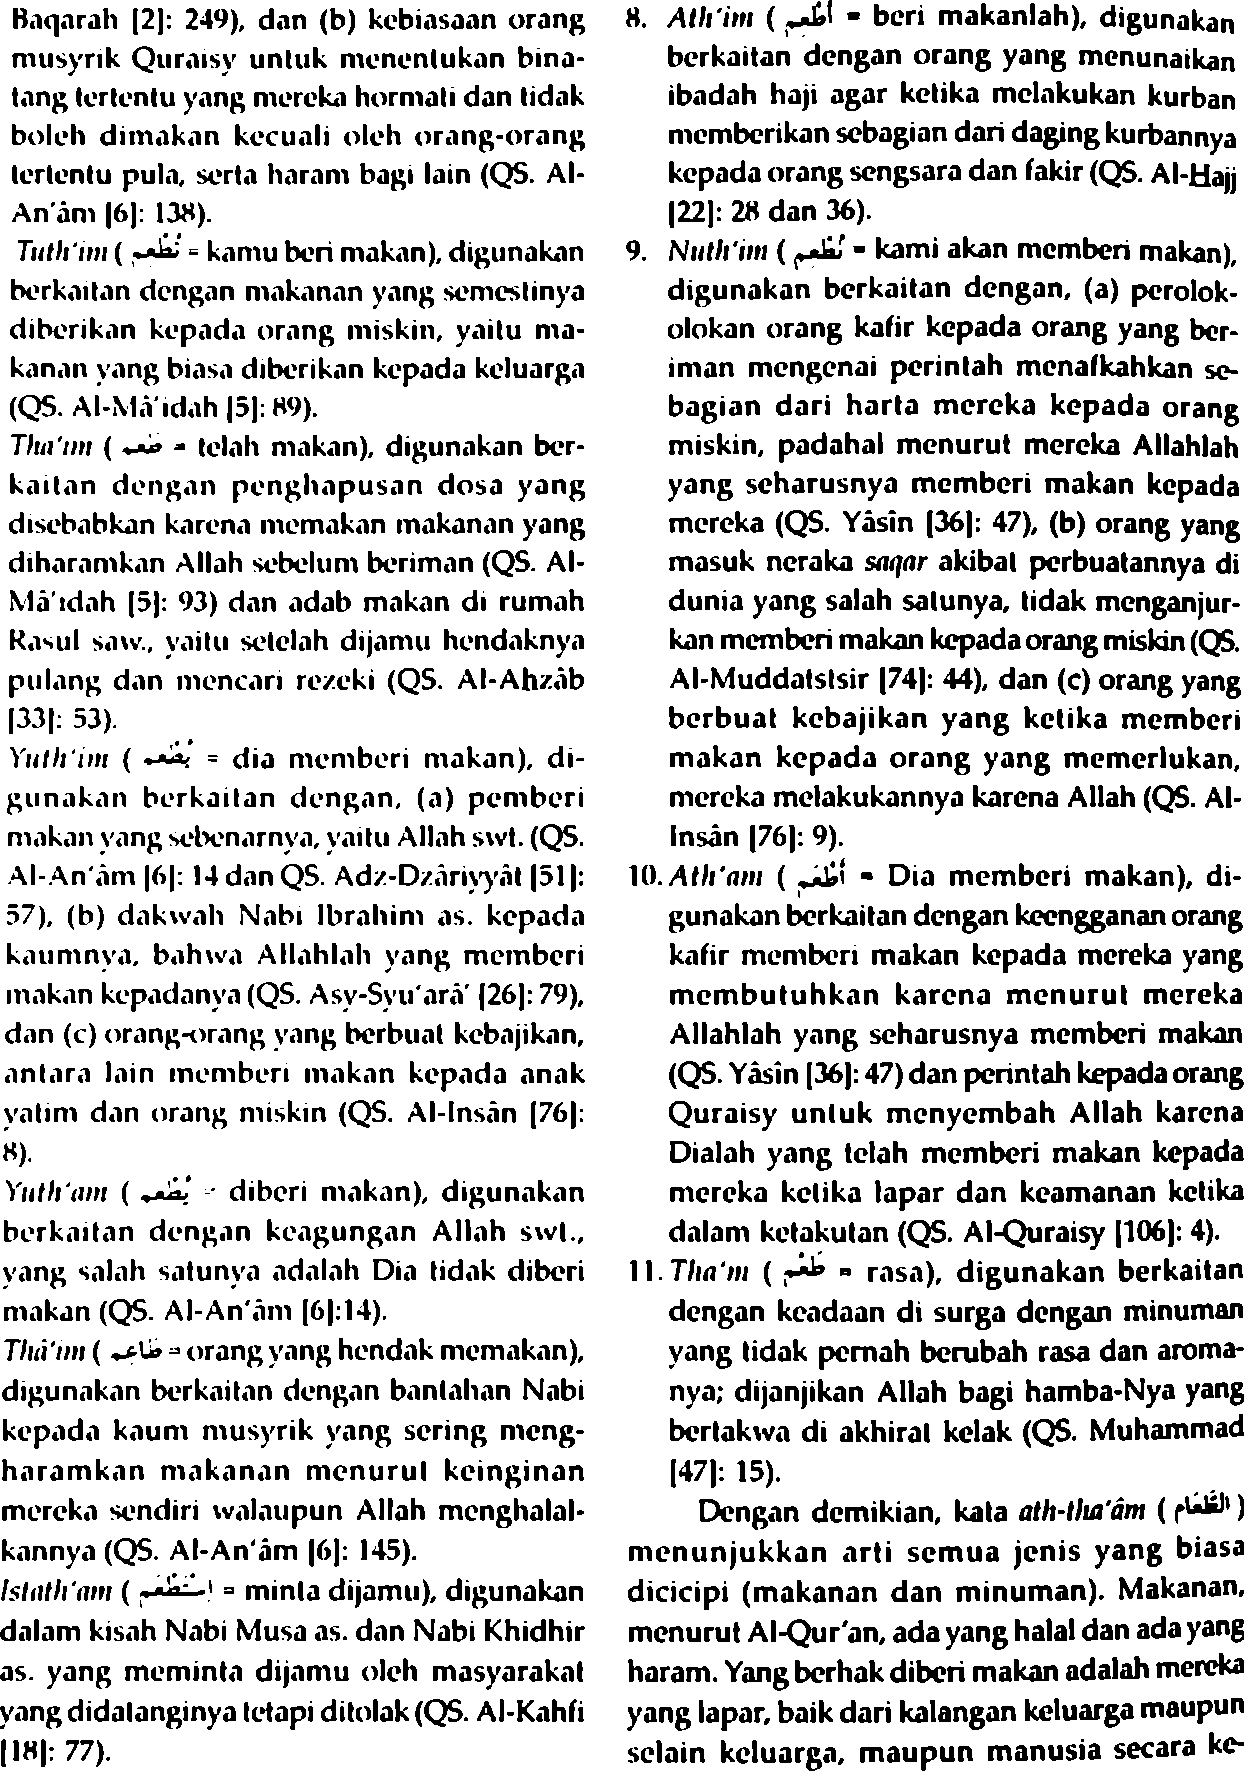 Baqarah [2]: 249), dan (b) kebiasaan orang
musyrik Quraisy untuk menentukan bina-
tang tertentu yang mereka hormati dan tidak
boleh dimakan kecuali oleh orang-orang
tertentu pula, serta haram bagi lain (QS. Al-
An'âm [6]: 138).
Tuth'im ( تُطْعِم = kamu beri makan), digunakan
berkaitan dengan makanan yang semestinya
diberikan kepada orang miskin, yaitu ma-
kanan yang biasa diberikan kepada keluarga
(QS. Al-Mâ'idah [5]: 89).
Tha'im ( طَعِم = telah makan), digunakan ber-
kaitan dengan penghapusan dosa yang
disebabkan karena memakan makanan yang
diharamkan Allah sebelum beriman (QS. Al-
Mâ'idah [5]: 93) dan adab makan di rumah
Rasul saw., yaitu setelah dijamu hendaknya
pulang dan mencari rezeki (QS. Al-Ahzâb
[33]: 53).
Yuth'im ( يُطْعِم = dia memberi makan), di-
gunakan berkaitan dengan, (a) pemberi
makan yang sebenarnya, yaitu Allah swt. (QS.
Al-An'âm [6]: 14 dan QS. Adz-Dzâriyyât [51]:
57), (b) dakwah Nabi Ibrahim as. kepada
kaumnya, bahwa Allahlah yang memberi
makan kepadanya (QS. Asy-Syu'arâ' [26]: 79),
dan (c) orang-orang yang berbuat kebajikan,
antara lain memberi makan kepada anak
yatim dan orang miskin (QS. Al-Insân [76]:
8).
Yuth'am ( يُطْعَم = diberi makan), digunakan
berkaitan dengan keagungan Allah swt.,
yang salah satunya adalah Dia tidak diberi
makan (QS. Al-An'âm [6]:14).
Thâ'im ( طَاعِم = orang yang hendak memakan),
digunakan berkaitan dengan bantahan Nabi
kepada kaum musyrik yang sering meng-
haramkan makanan menurut keinginan
mereka sendiri walaupun Allah menghalal-
kannya (QS. Al-An'âm [6]: 145).
Istath'am ( اِسْتَطْعَم = minta dijamu), digunakan
dalam kisah Nabi Musa as. dan Nabi Khidhir
as. yang meminta dijamu oleh masyarakat
yang didatanginya tetapi ditolak (QS. Al-Kahfi
[18]: 77).
8. Ath'im ( أَطْعِم = beri makanlah), digunakan
berkaitan dengan orang yang menunaikan
ibadah haji agar ketika melakukan kurban
memberikan sebagian dari daging kurbannya
kepada orang sengsara dan fakir (QS. Al-Hajj
[22]: 28 dan 36).
9. Nuth'im ( نُطْعِم = kami akan memberi makan),
digunakan berkaitan dengan, (a) perolok-
olokan orang kafir kepada orang yang ber-
iman mengenai perintah menafkahkan se-
bagian dari harta mereka kepada orang
miskin, padahal menurut mereka Allahlah
yang seharusnya memberi makan kepada
mereka (QS. Yâsîn [36]: 47), (b) orang yang
masuk neraka saqar akibat perbuatannya di
dunia yang salah satunya, tidak menganjur-
kan memberi makan kepada orang miskin (QS.
Al-Muddatstsir [74]: 44), dan (c) orang yang
berbuat kebajikan yang ketika memberi
makan kepada orang yang memerlukan,
mereka melakukannya karena Allah (QS. Al-
Insân [76]: 9).
10. Ath'am ( أَطْعَم = Dia memberi makan), di-
gunakan berkaitan dengan keengganan orang
kafir memberi makan kepada mereka yang
membutuhkan karena menurut mereka
Allahlah yang seharusnya memberi makan
(QS. Yâsîn [36]: 47) dan perintah kepada orang
Quraisy untuk menyembah Allah karena
Dialah yang telah memberi makan kepada
mereka ketika lapar dan keamanan ketika
dalam ketakutan (QS. Al-Quraisy [106]: 4).
11. Tha'm ( طَعْم = rasa), digunakan berkaitan
dengan keadaan di surga dengan minuman
yang tidak pernah berubah rasa dan aroma-
nya; dijanjikan Allah bagi hamba-Nya yang
bertakwa di akhirat kelak (QS. Muhammad
[47]: 15).
Dengan demikian, kata ath-tha'âm ( الطَّعَام )
menunjukkan arti semua jenis yang biasa
dicicipi (makanan dan minuman). Makanan,
menurut Al-Qur'an, ada yang halal dan ada yang
haram. Yang berhak diberi makan adalah mereka
yang lapar, baik dari kalangan keluarga maupun
selain keluarga, maupun manusia secara ke-